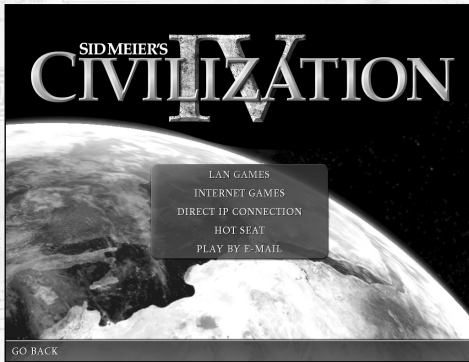 SID MEIER'S
CIVILIZATION
IV
LAN GAMES
INTERNET GAMES
DIRECT IP CONNECTION
HOT SEAT
PLAY BY E-MAIL
GO BACK